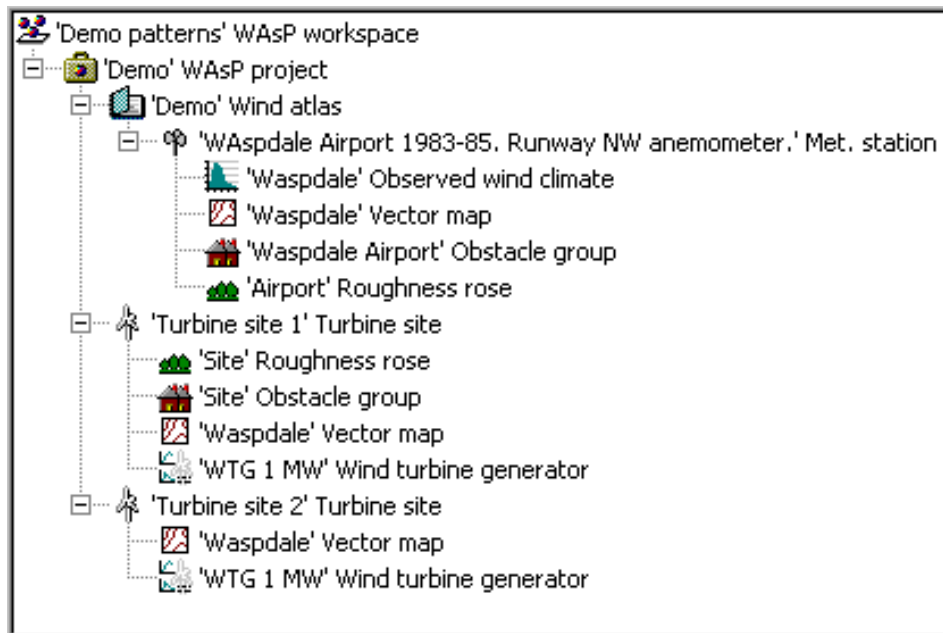 'Demo patterns' WAsP workspace
'Demo' WAsP project
'Demo' Wind atlas
'WAspdale Airport 1983-85. Runway NW anemometer.' Met. station
'Waspdale' Observed wind climate
'Waspdale' Vector map
'Waspdale Airport' Obstacle group
'Airport' Roughness rose
'Turbine site 1' Turbine site
'Site' Roughness rose
'Site' Obstacle group
'Waspdale' Vector map
'WTG 1 MW' Wind turbine generator
'Turbine site 2' Turbine site
'Waspdale' Vector map
'WTG 1 MW' Wind turbine generator